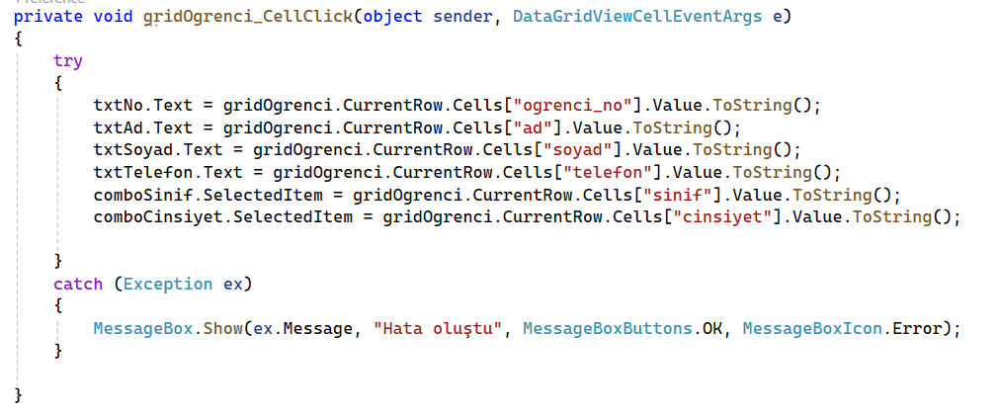 private void gridOgrenci_CellClick(object sender, DataGridViewCellEventArgs e)
{
try
{
txtNo.Text = gridOgrenci.CurrentRow.Cells["ogrenci_no"].Value.ToString();
txtAd.Text = gridOgrenci.CurrentRow.Cells["ad"].Value.ToString();
txtSoyad.Text = gridOgrenci.CurrentRow.Cells["soyad"].Value.ToString();
txtTelefon.Text = gridOgrenci.CurrentRow.Cells["telefon"].Value.ToString();
comboSinif.SelectedItem = gridOgrenci.CurrentRow.Cells["sinif"].Value.ToString();
comboCinsiyet.SelectedItem = gridOgrenci.CurrentRow.Cells["cinsiyet"].Value.ToString();
}
catch (Exception ex)
{
MessageBox.Show(ex.Message, "Hata oluştu", MessageBoxButtons.OK, MessageBoxIcon.Error);
}
}